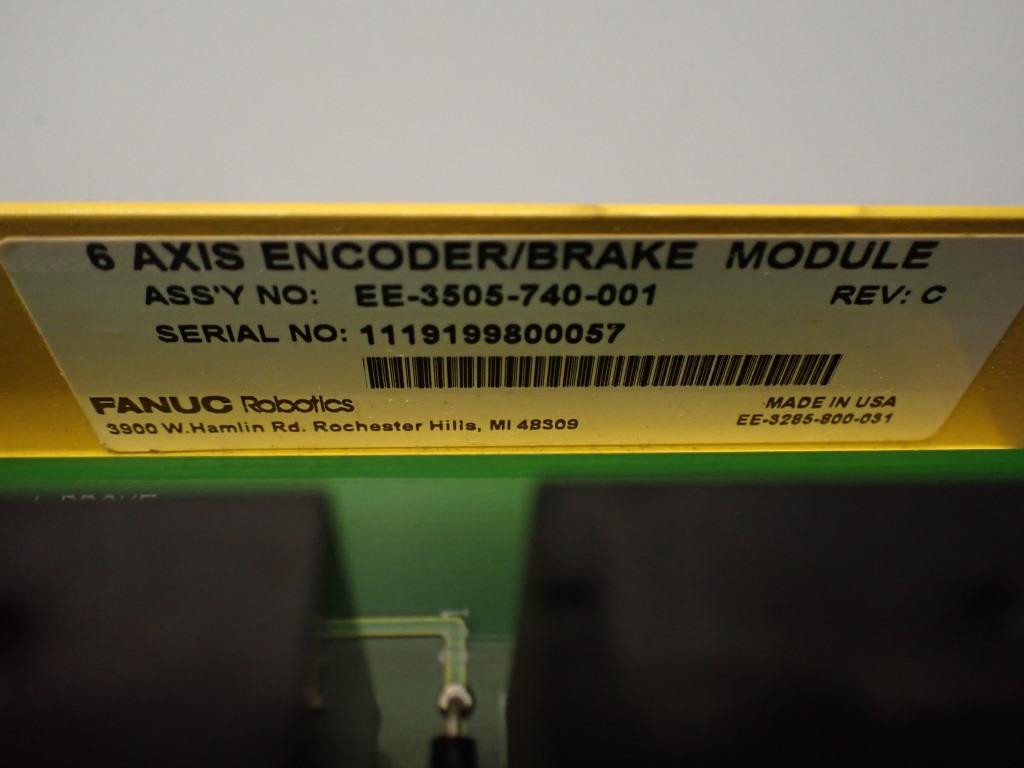 6 AXIS ENCODER/BRAKE MODULE
ASS'Y NO: EE-3505-740-001 REV: C
SERIAL NO: 1119199800057
FANUC Robotics MADE IN USA
3900 W.Hamlin Rd. Rochester Hills, MI 48309 EE-3285-800-031